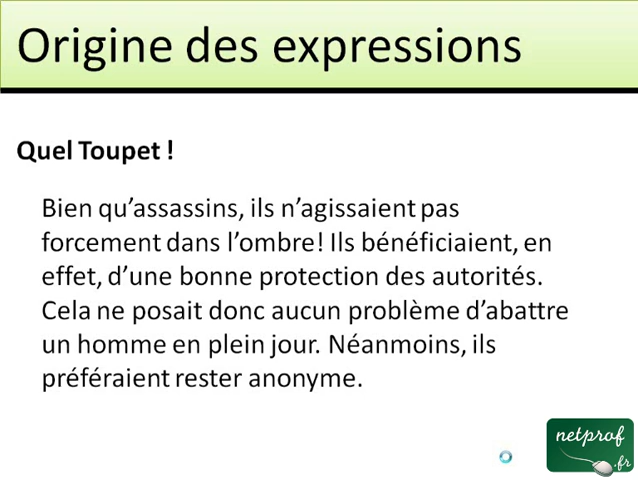 Origine des expressions
Quel Toupet !
Bien qu’assassins, ils n’agissaient pas
forcement dans l’ombre! Ils bénéficiaient, en
effet, d’une bonne protection des autorités.
Cela ne posait donc aucun problème d’abattre
un homme en plein jour. Néanmoins, ils
préféraient rester anonyme.
netprof
.fr